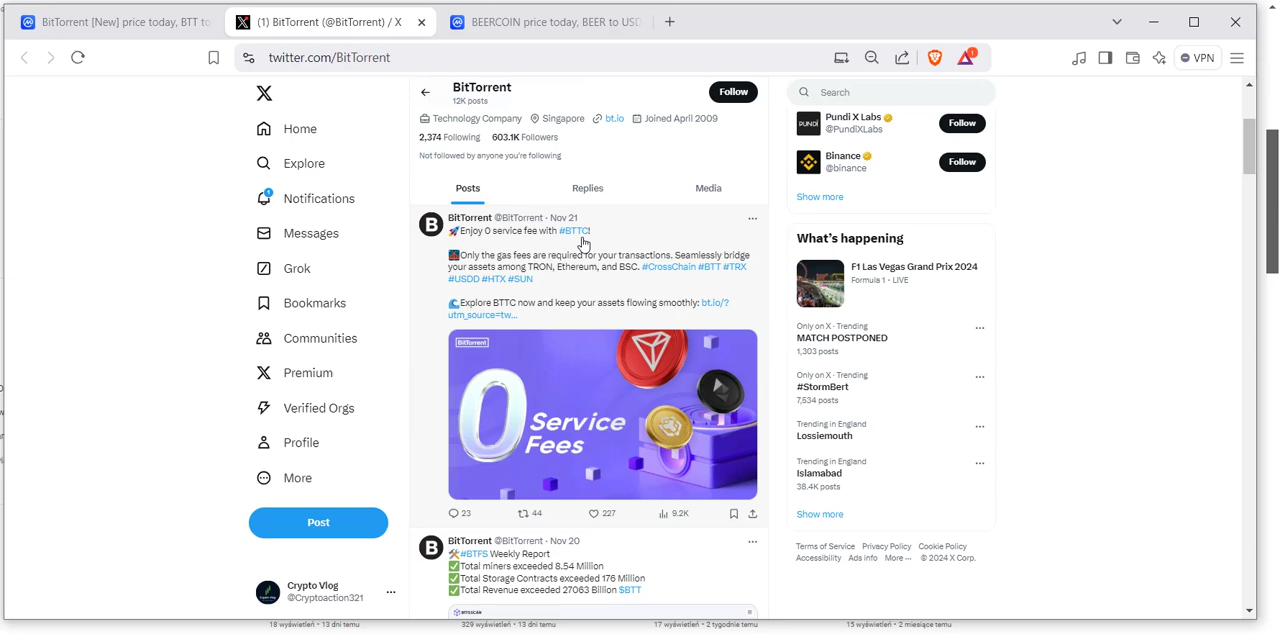 BitTorrent [New] price today, BTT to
(1) BitTorrent (@BitTorrent) / X
BEERCOIN price today, BEER to USD
twitter.com/BitTorrent
1
VPN
Home
Explore
1
Notifications
Messages
Grok
Bookmarks
Communities
Premium
Verified Orgs
Profile
More
Post
Crypto Vlog
@Cryptoaction321
BitTorrent
12K posts
Follow
Technology Company Singapore bt.io Joined April 2009
2,374 Following 603.1K Followers
Not followed by anyone you're following
Posts Replies Media
BitTorrent @BitTorrent · Nov 21
🚀Enjoy 0 service fee with #BTTC!
Only the gas fees are required for your transactions. Seamlessly bridge
your assets among TRON, Ethereum, and BSC. #CrossChain #BTT #TRX
#USDD #HTX #SUN
🌊Explore BTTC now and keep your assets flowing smoothly: bt.io/?
utm_source=tw...
BitTorrent
0 Service
Fees
23 44 227 9.2K
BitTorrent @BitTorrent · Nov 20
🛠#BTFS Weekly Report
✅Total miners exceeded 8.54 Million
✅Total Storage Contracts exceeded 176 Million
✅Total Revenue exceeded 27063 Billion $BTT
BTFSSCAN
Search
PUNDI
Pundi X Labs
@PundiXLabs
Follow
Binance
@binance
Follow
Show more
What's happening
F1 Las Vegas Grand Prix 2024
Formula 1 · LIVE
Only on X · Trending
MATCH POSTPONED
1,303 posts
Only on X · Trending
#StormBert
7,534 posts
Trending in England
Lossiemouth
Trending in England
Islamabad
38.4K posts
Show more
Terms of Service Privacy Policy Cookie Policy
Accessibility Ads info More ··· © 2024 X Corp.
18 wyświetleń • 13 dni temu
329 wyświetleń • 13 dni temu
17 wyświetleń • 2 tygodnie temu
15 wyświetleń • 2 miesiące temu